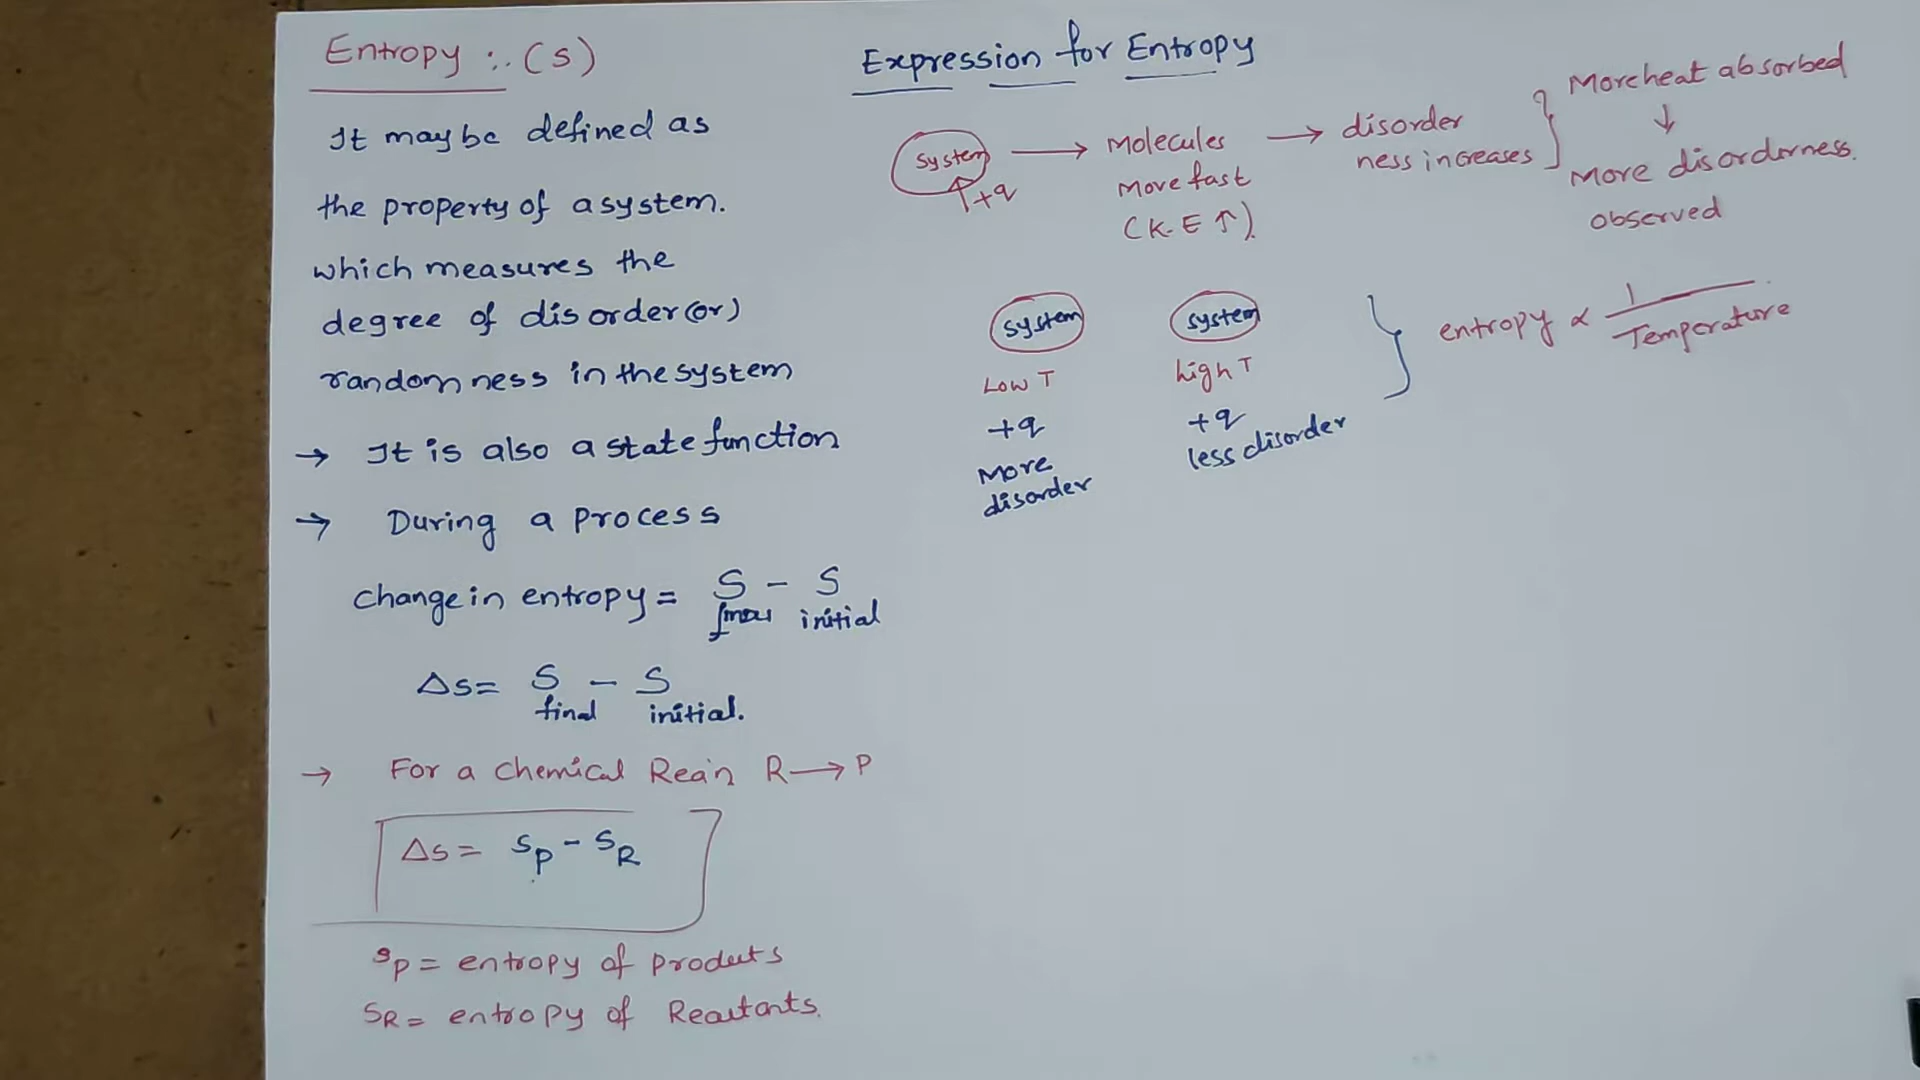 Entropy :. (S)
It may be defined as
the property of a system.
which measures the
degree of disorder (or)
randomness in the system
→ It is also a state function
→ During a process
change in entropy = S final - S initial
ΔS = S final - S initial.
→ For a chemical Rea'n R → P
ΔS = SP - SR
SP = entropy of products
SR = entropy of Reactants.
Expression for Entropy
System → Molecules → disorder
+q move fast ness increases
(K.E ↑).
More heat absorbed
↓
More disorderness.
observed
System system
Low T high T
+q +q
More less disorder
disorder
entropy ∝ 1
Temperature